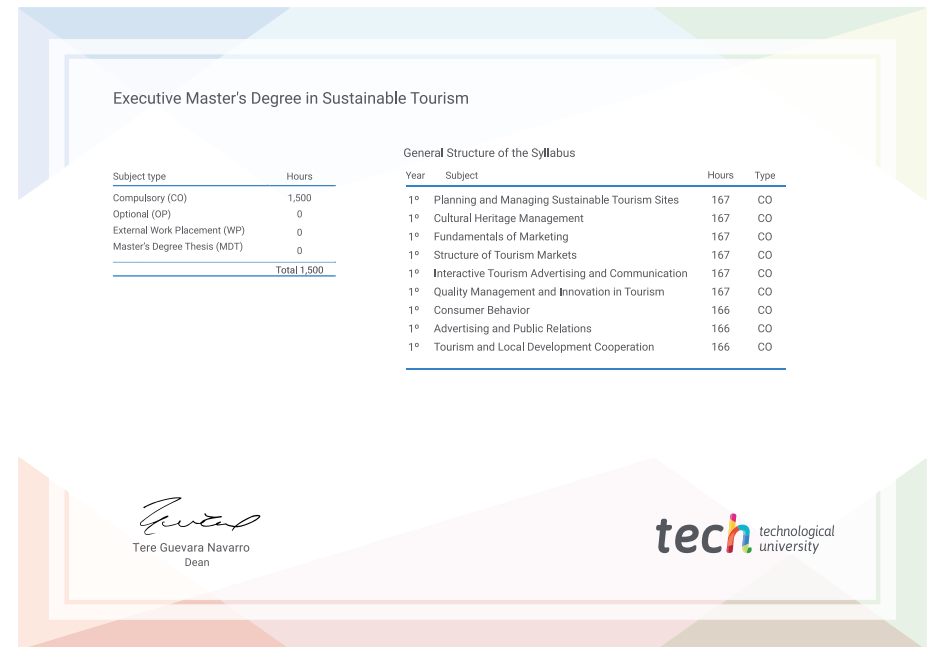 Executive Master's Degree in Sustainable Tourism
General Structure of the Syllabus
Subject type Hours
Compulsory (CO) 1,500
Optional (OP) 0
External Work Placement (WP) 0
Master's Degree Thesis (MDT) 0
Total 1,500
Year Subject Hours Type
1º Planning and Managing Sustainable Tourism Sites 167 CO
1º Cultural Heritage Management 167 CO
1º Fundamentals of Marketing 167 CO
1º Structure of Tourism Markets 167 CO
1º Interactive Tourism Advertising and Communication 167 CO
1º Quality Management and Innovation in Tourism 167 CO
1º Consumer Behavior 166 CO
1º Advertising and Public Relations 166 CO
1º Tourism and Local Development Cooperation 166 CO
Tere Guevara Navarro
Dean
tech technological
university